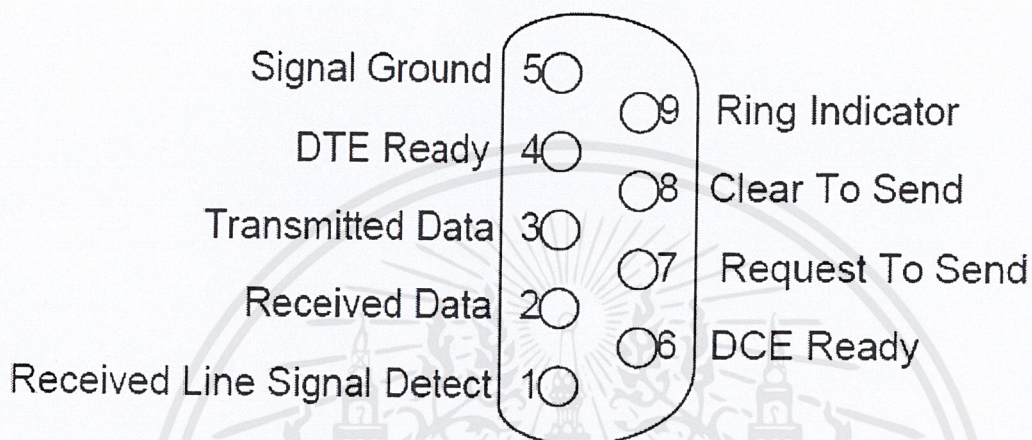 Signal Ground 5
9 Ring Indicator
DTE Ready 4
8 Clear To Send
Transmitted Data 3
7 Request To Send
Received Data 2
6 DCE Ready
Received Line Signal Detect 1